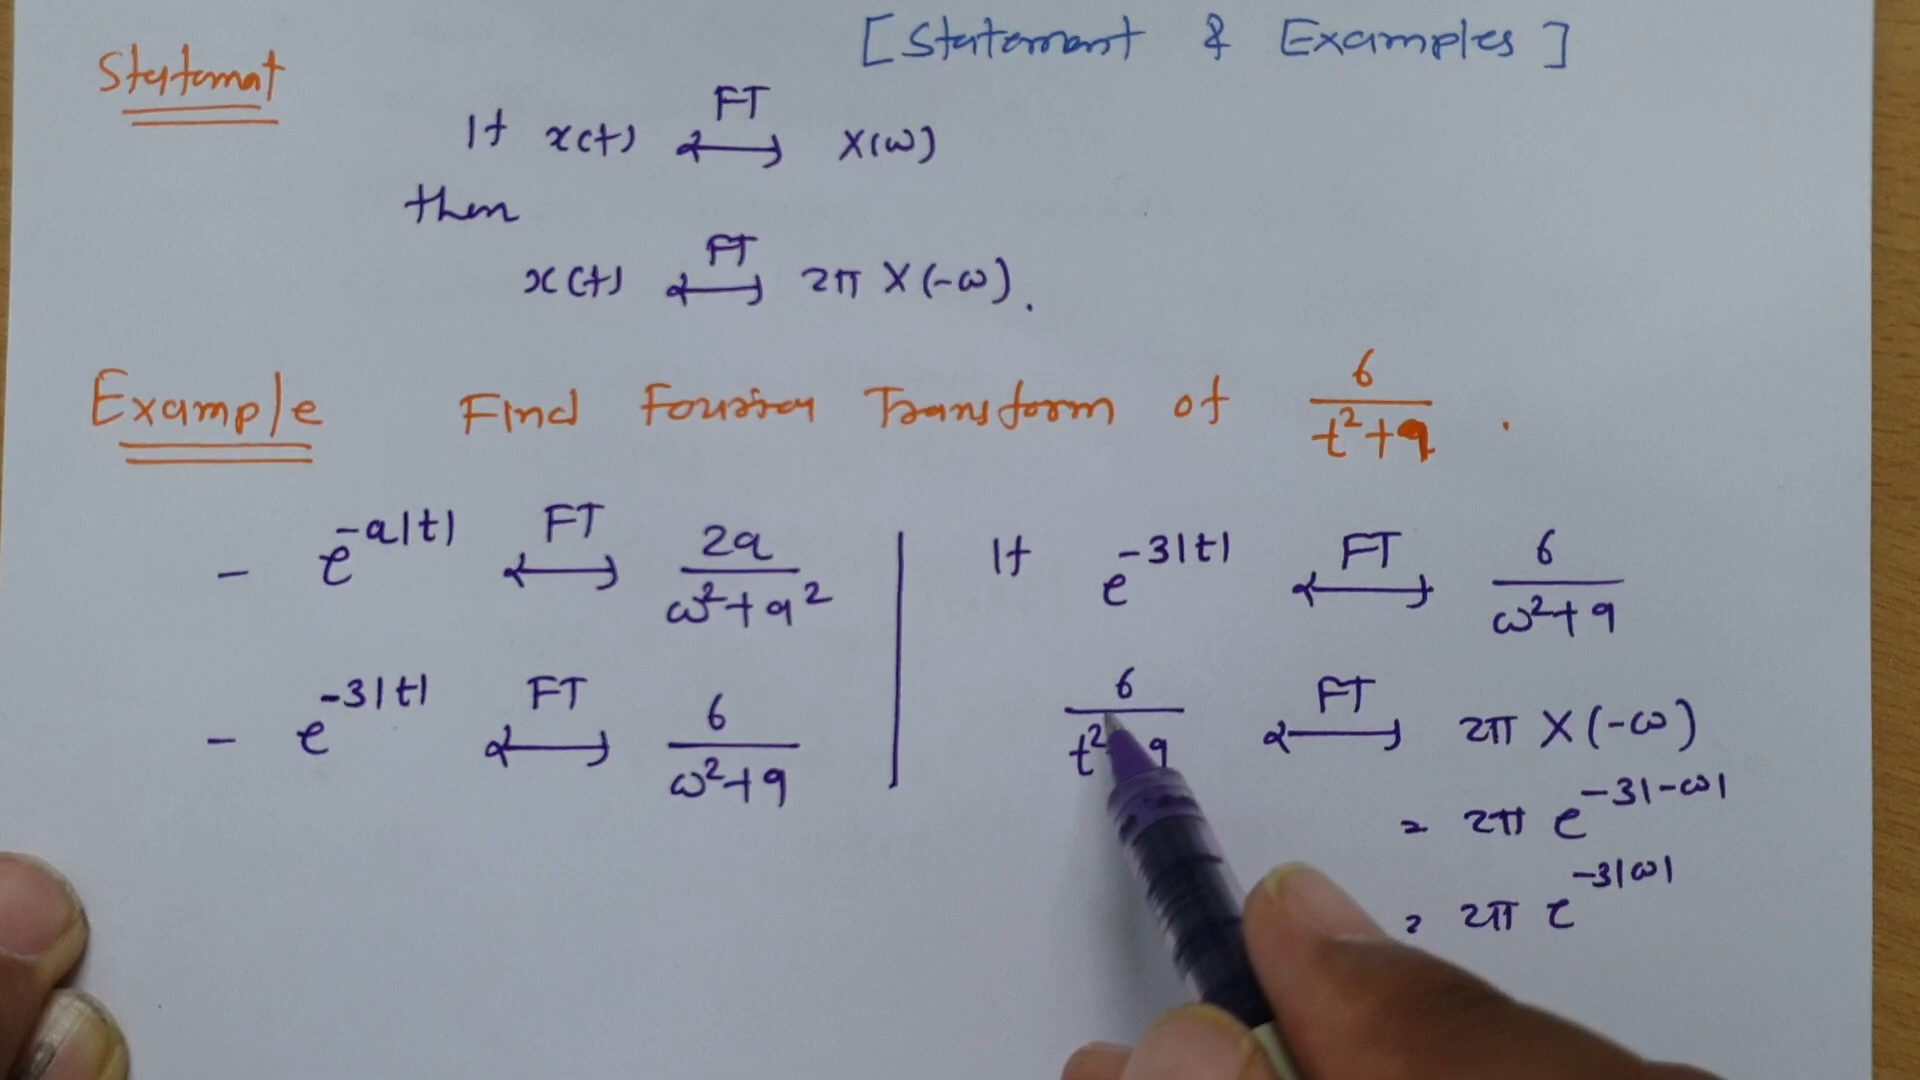 [Statement & Examples]
Statemnt
If x(t) FT ↔ X(ω)
then
x(t) FT ↔ 2π X(-ω).
Example Find Fourier Transform of 6/(t²+9) .
- e^(-a|t|) FT ↔ 2a/(ω²+a²)
- e^(-3|t|) FT ↔ 6/(ω²+9)
If e^(-3|t|) FT ↔ 6/(ω²+9)
6/(t² 9) FT ↔ 2π X(-ω)
= 2π e^(-3|-ω|)
= 2π e^(-3|ω|)